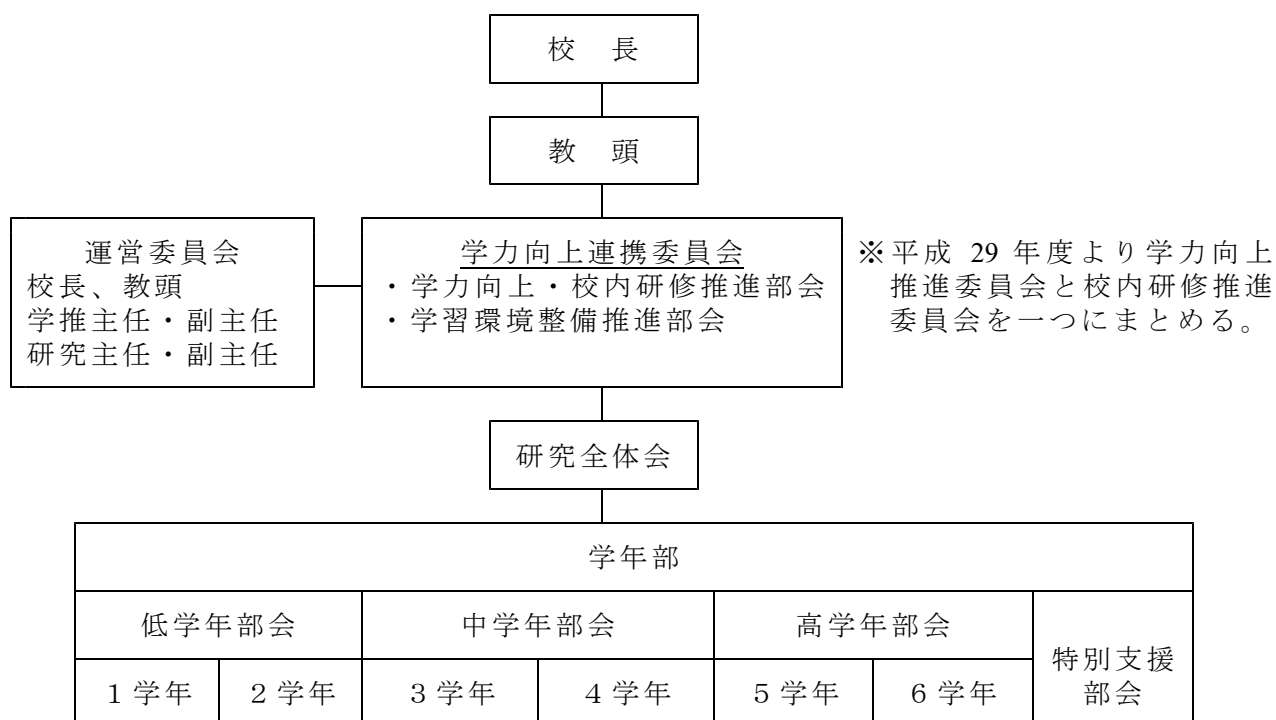 校 長
教 頭
運営委員会
校長、教頭
学推主任・副主任
研究主任・副主任
学力向上連携委員会
・学力向上・校内研修推進部会
・学習環境整備推進部会
※平成 29 年度より学力向上
推進委員会と校内研修推進
委員会を一つにまとめる。
研究全体会
学年部
低学年部会
中学年部会
高学年部会
特別支援
部会
1学年
2学年
3学年
4学年
5学年
6学年